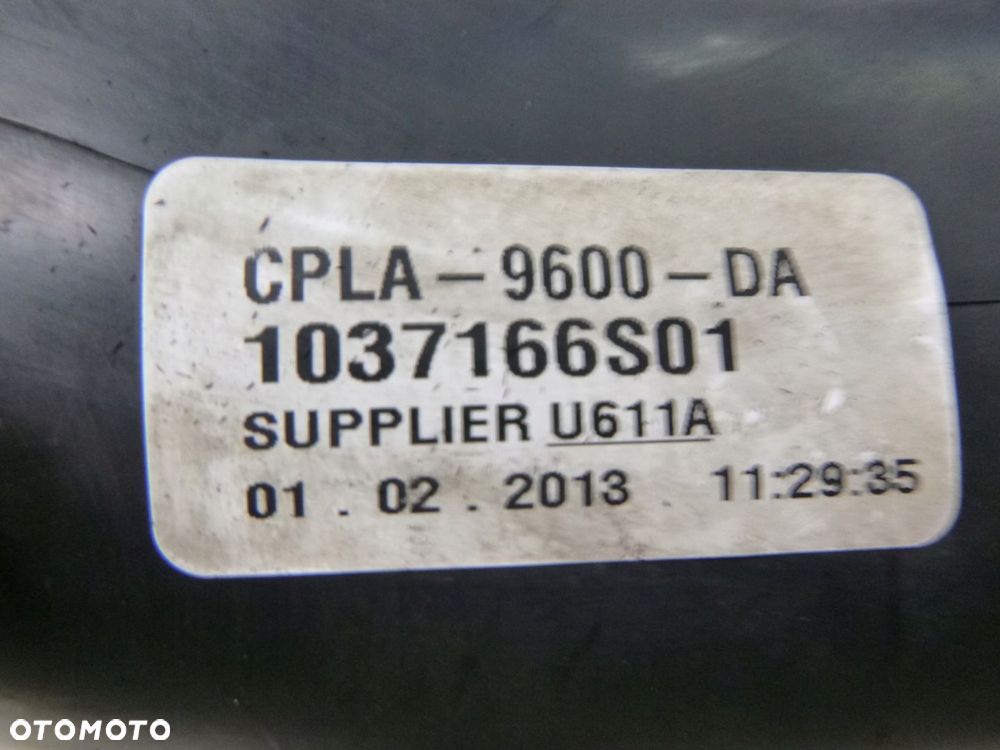 CPLA-9600-DA
1037166S01
SUPPLIER U611A
01.02.2013 11:29:35
OTOMOTO